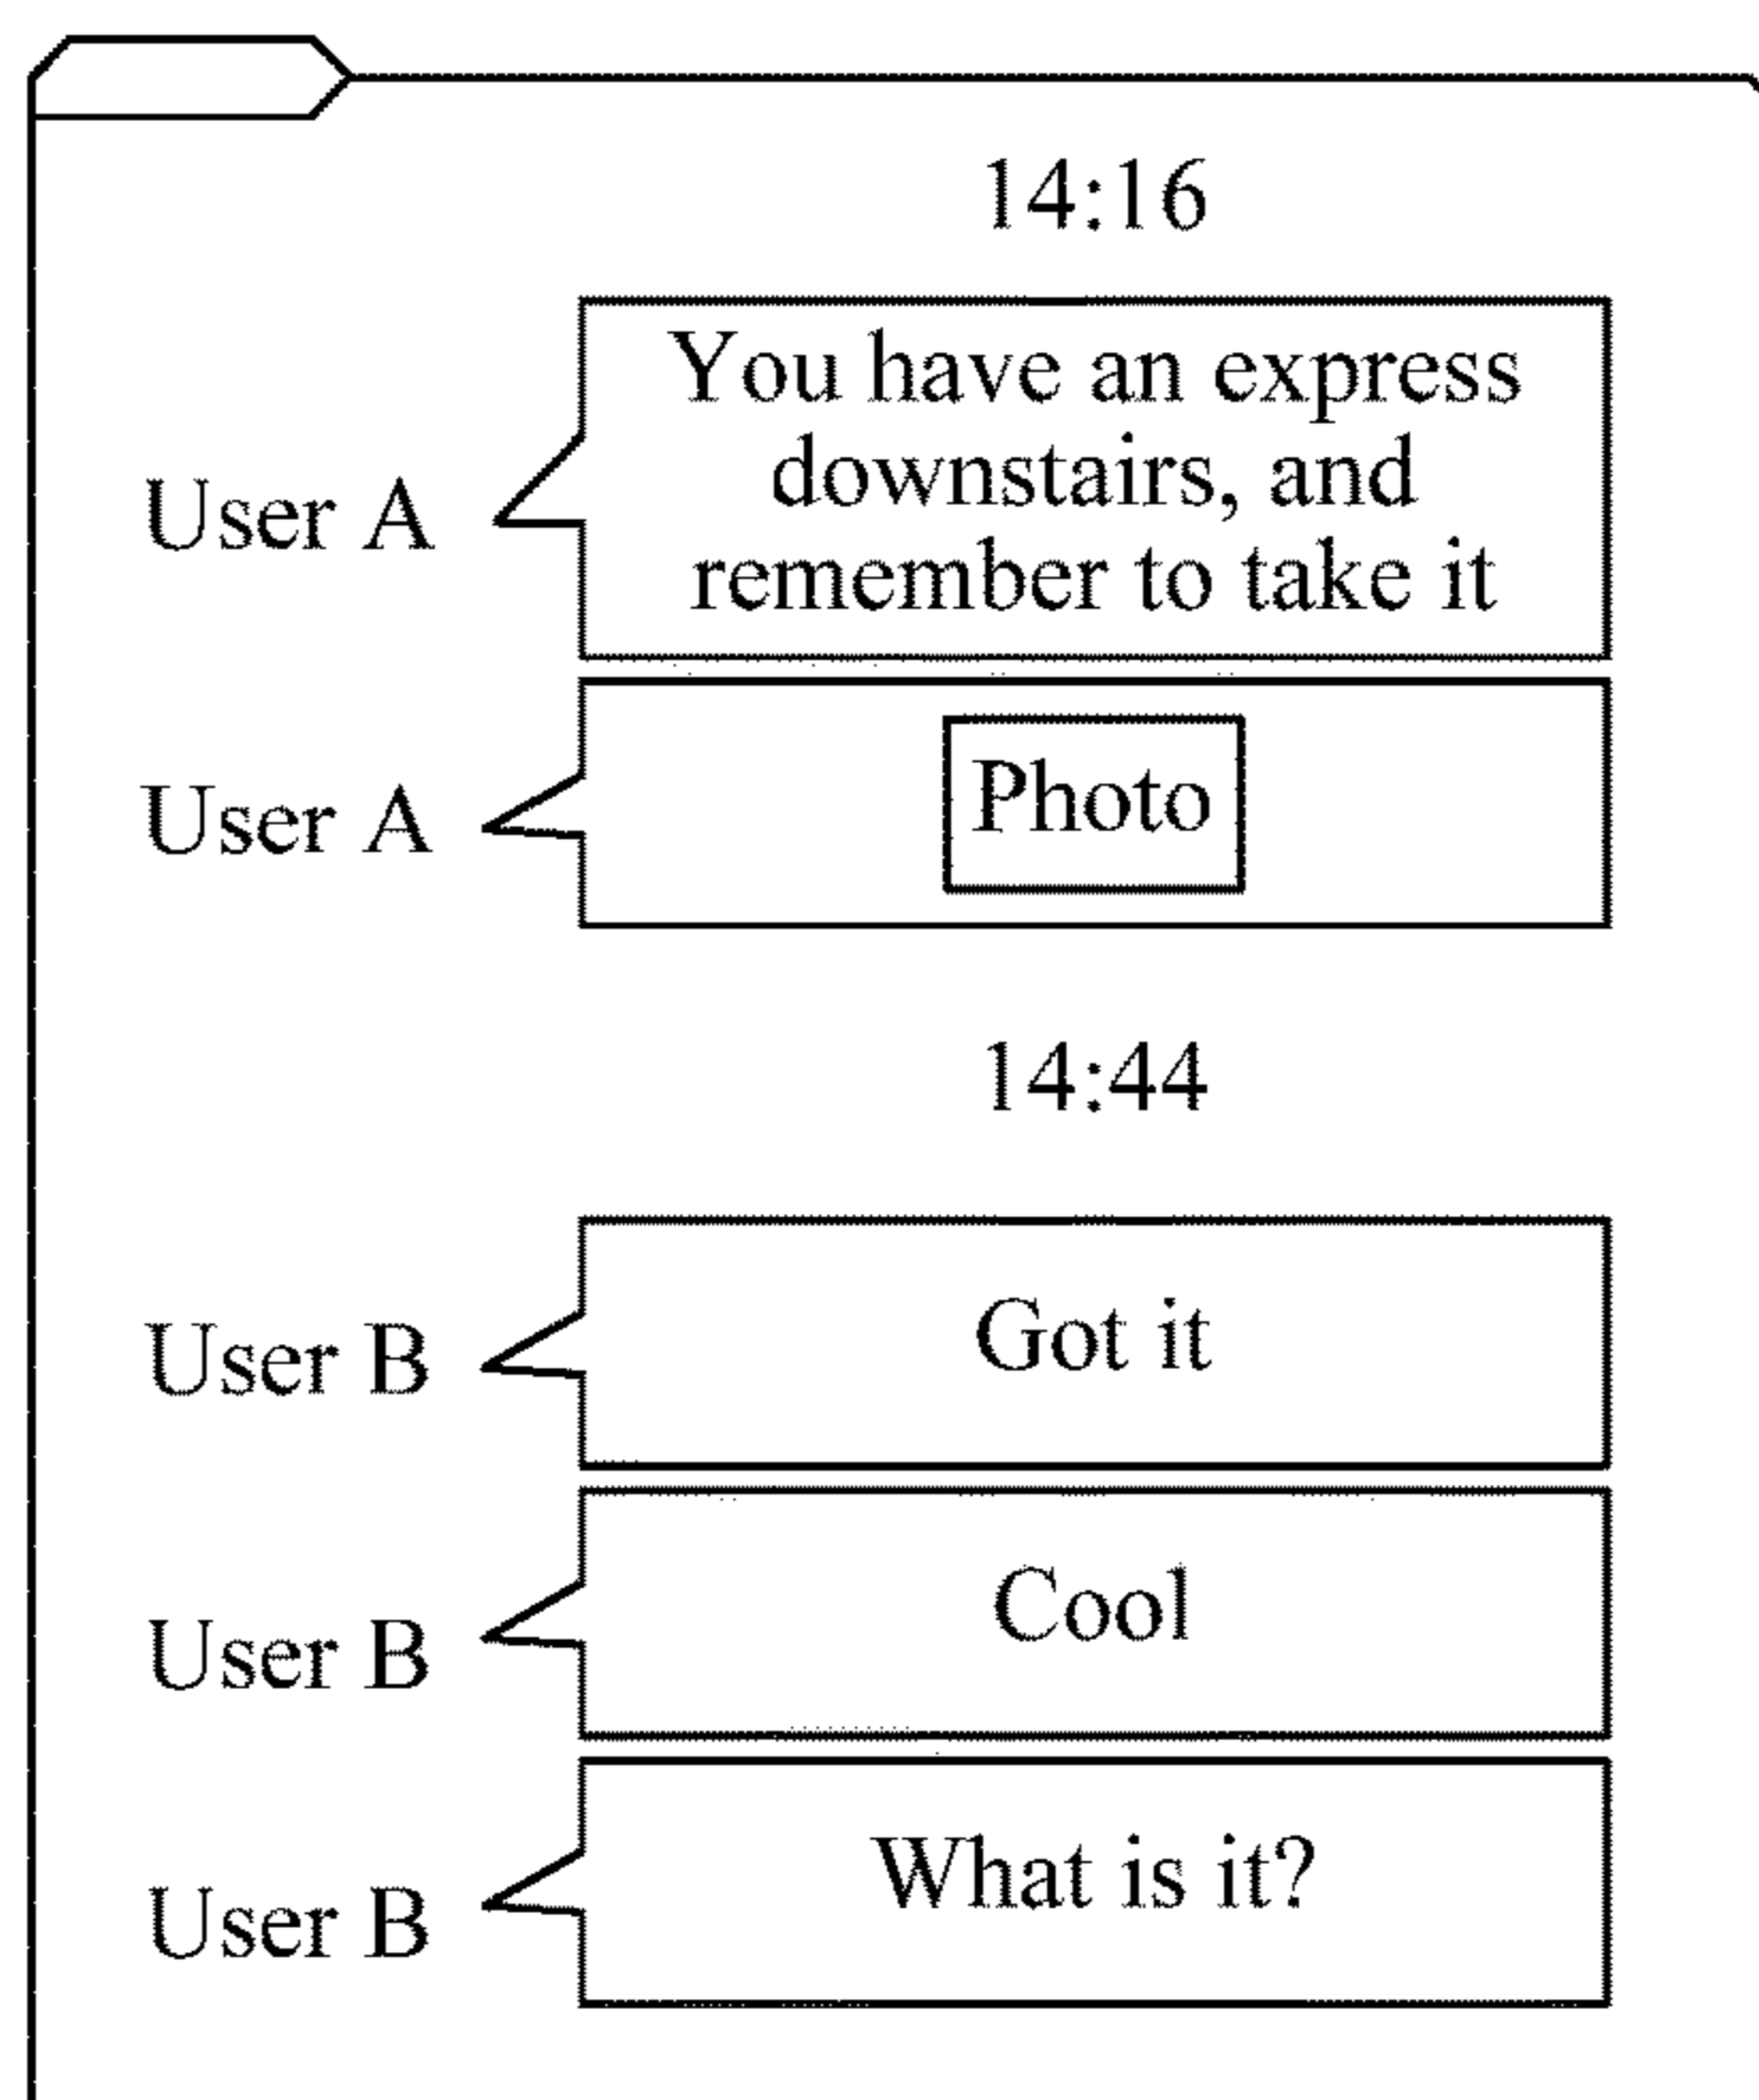 14:16
You have an express
downstairs, and
remember to take it
User A
Photo
User A
14:44
Got it
User B
Cool
User B
What is it?
User B